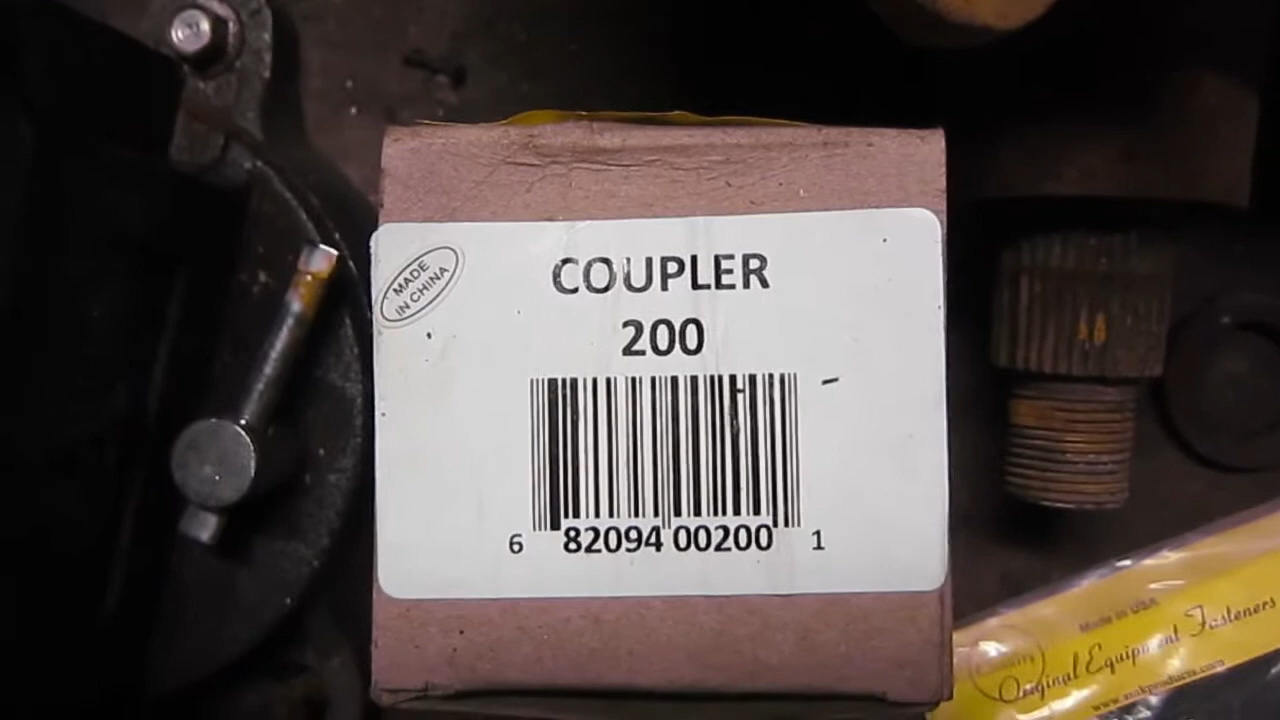 MADE
IN CHINA
COUPLER
200
6 82094 00200 1
Made in USA
Original Equipment Fasteners